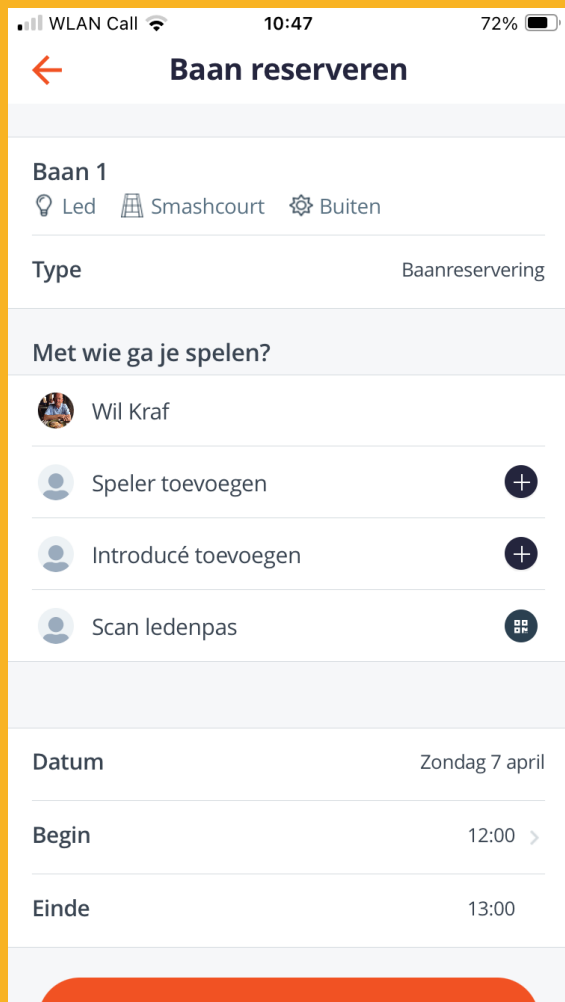 WLAN Call 10:47 72%
Baan reserveren
Baan 1
Led Smashcourt Buiten
Type Baanreservering
Met wie ga je spelen?
Wil Kraf
Speler toevoegen
Introducé toevoegen
Scan ledenpas
Datum Zondag 7 april
Begin 12:00
Einde 13:00